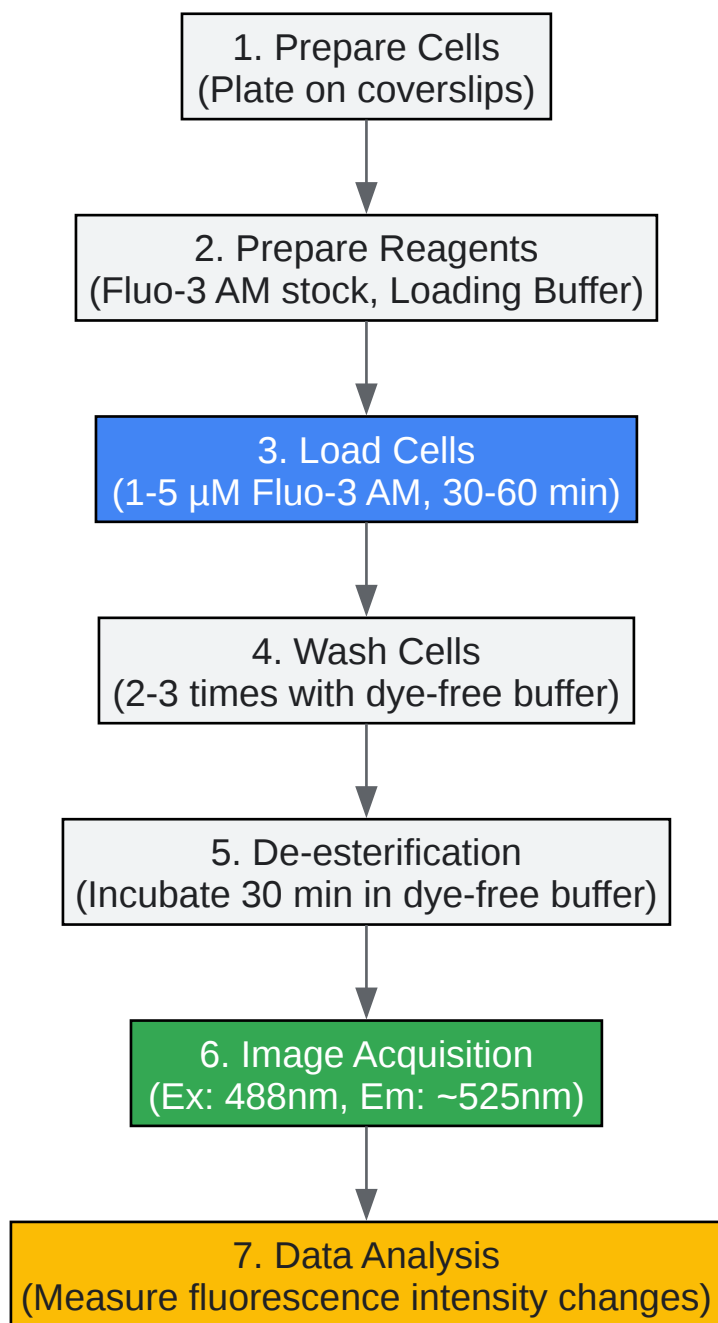 1. Prepare Cells
(Plate on coverslips)
2. Prepare Reagents
(Fluo-3 AM stock, Loading Buffer)
3. Load Cells
(1-5 µM Fluo-3 AM, 30-60 min)
4. Wash Cells
(2-3 times with dye-free buffer)
5. De-esterification
(Incubate 30 min in dye-free buffer)
6. Image Acquisition
(Ex: 488nm, Em: ~525nm)
7. Data Analysis
(Measure fluorescence intensity changes)